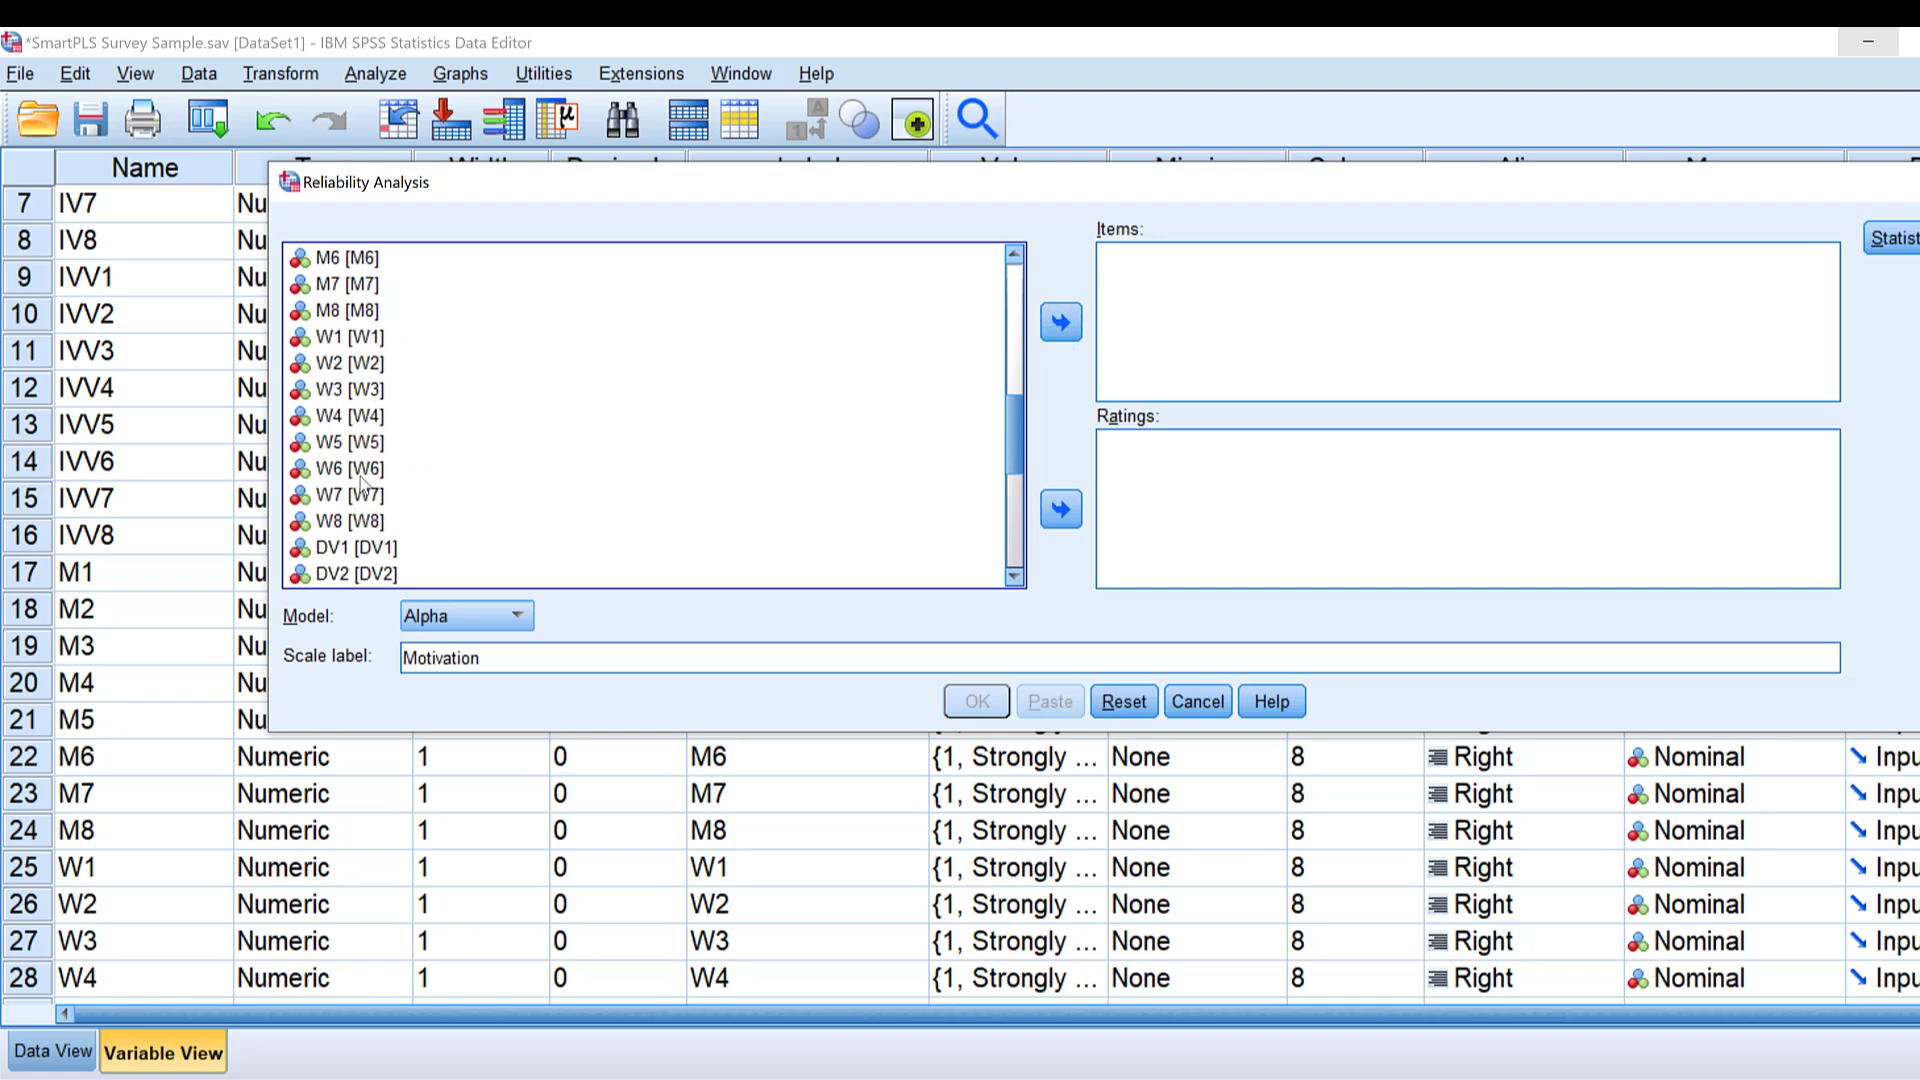 *SmartPLS Survey Sample.sav [DataSet1] - IBM SPSS Statistics Data Editor
File Edit View Data Transform Analyze Graphs Utilities Extensions Window Help
Name
Reliability Analysis
7 IV7 Nu
8 IV8 Nu
9 IVV1 Nu
10 IVV2 Nu
11 IVV3 Nu
12 IVV4 Nu
13 IVV5 Nu
14 IVV6 Nu
15 IVV7 Nu
16 IVV8 Nu
17 M1 Nu
18 M2 Nu
19 M3 Nu
20 M4 Nu
21 M5 Nu
M6 [M6]
M7 [M7]
M8 [M8]
W1 [W1]
W2 [W2]
W3 [W3]
W4 [W4]
W5 [W5]
W6 [W6]
W7 [W7]
W8 [W8]
DV1 [DV1]
DV2 [DV2]
Items:
Ratings:
Statist
Model: Alpha
Scale label: Motivation
OK Paste Reset Cancel Help
22 M6 Numeric 1 0 M6 {1, Strongly ... None 8 Right Nominal Inpu
23 M7 Numeric 1 0 M7 {1, Strongly ... None 8 Right Nominal Inpu
24 M8 Numeric 1 0 M8 {1, Strongly ... None 8 Right Nominal Inpu
25 W1 Numeric 1 0 W1 {1, Strongly ... None 8 Right Nominal Inpu
26 W2 Numeric 1 0 W2 {1, Strongly ... None 8 Right Nominal Inpu
27 W3 Numeric 1 0 W3 {1, Strongly ... None 8 Right Nominal Inpu
28 W4 Numeric 1 0 W4 {1, Strongly ... None 8 Right Nominal Inpu
Data View Variable View